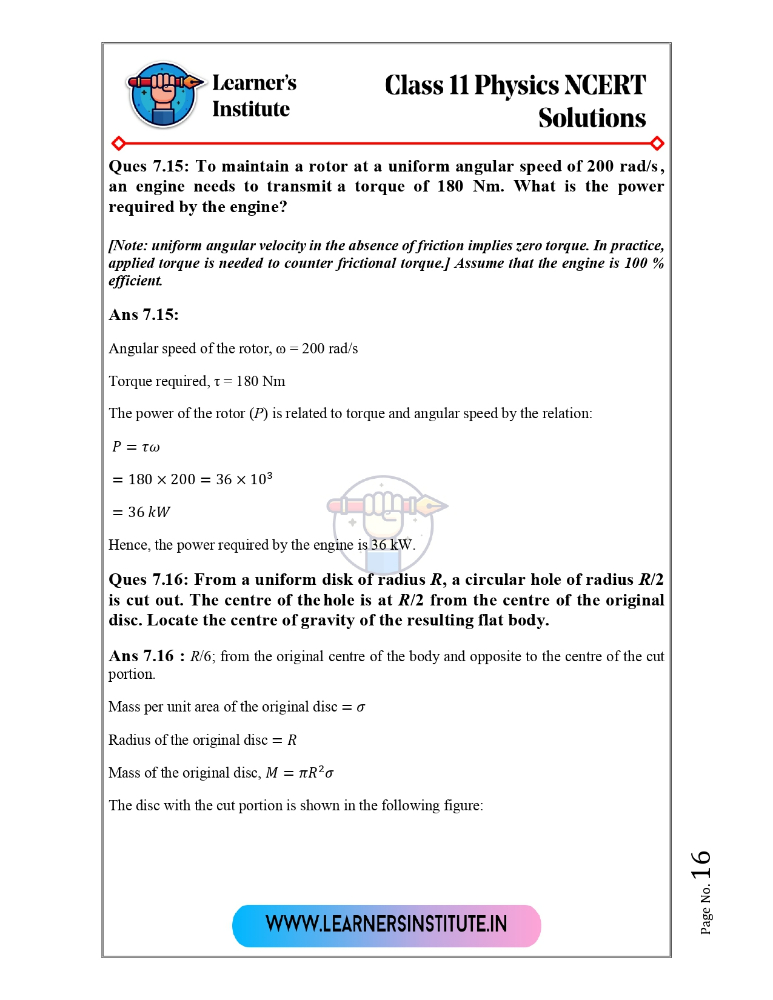 Learner's
Institute
Class 11 Physics NCERT
Solutions
Ques 7.15: To maintain a rotor at a uniform angular speed of 200 rad/s,
an engine needs to transmit a torque of 180 Nm. What is the power
required by the engine?
[Note: uniform angular velocity in the absence of friction implies zero torque. In practice,
applied torque is needed to counter frictional torque.] Assume that the engine is 100 %
efficient.
Ans 7.15:
Angular speed of the rotor, ω = 200 rad/s
Torque required, τ = 180 Nm
The power of the rotor (P) is related to torque and angular speed by the relation:
P = τω
= 180 × 200 = 36 × 10³
= 36 kW
Hence, the power required by the engine is 36 kW.
Ques 7.16: From a uniform disk of radius R, a circular hole of radius R/2
is cut out. The centre of the hole is at R/2 from the centre of the original
disc. Locate the centre of gravity of the resulting flat body.
Ans 7.16 : R/6; from the original centre of the body and opposite to the centre of the cut
portion.
Mass per unit area of the original disc = σ
Radius of the original disc = R
Mass of the original disc, M = πR²σ
The disc with the cut portion is shown in the following figure:
Page No. 16
WWW.LEARNERSINSTITUTE.IN